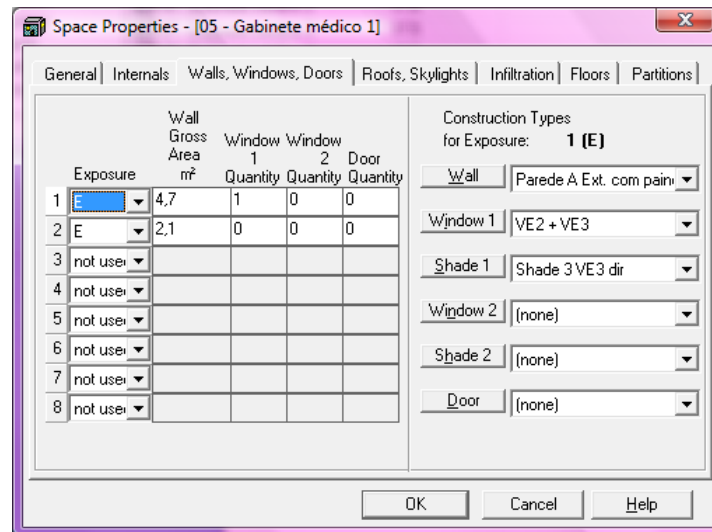 Space Properties - [05 - Gabinete médico 1]
General Internals Walls, Windows, Doors Roofs, Skylights Infiltration Floors Partitions
Exposure
Wall Gross Area m²
Window 1 Quantity
Window 2 Quantity
Door Quantity
1 E 4,7 1 0 0
2 E 2,1 0 0 0
3 not use
4 not use
5 not use
6 not use
7 not use
8 not use
Construction Types
for Exposure: 1 (E)
Wall Parede A Ext. com pain
Window 1 VE2 + VE3
Shade 1 Shade 3 VE3 dir
Window 2 (none)
Shade 2 (none)
Door (none)
OK Cancel Help